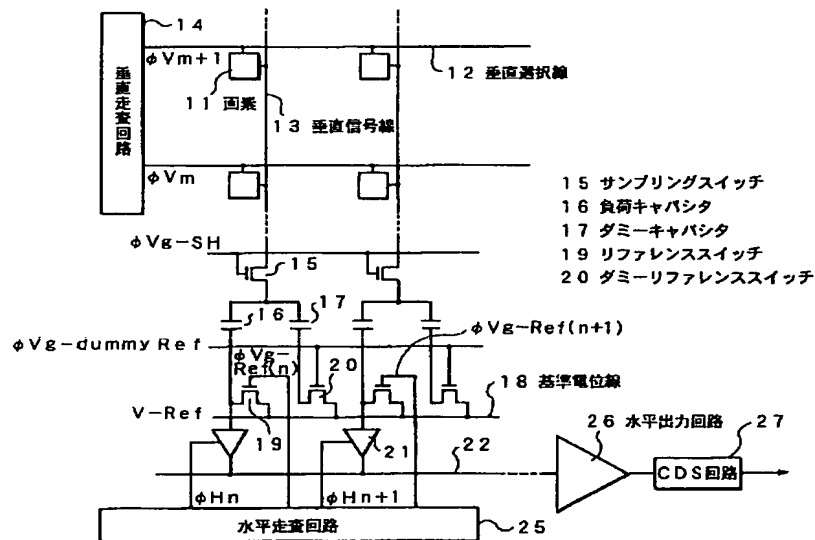 14
φVm+1
垂直走査回路
12 垂直選択線
11 画素
13 垂直信号線
φVm
15 サンプリングスイッチ
16 負荷キャパシタ
17 ダミーキャパシタ
19 リファレンススイッチ
20 ダミーリファレンススイッチ
φVg-SH
15
16
17
φVg-Ref(n+1)
φVg-dummy Ref
φVg-
Ref(n)
20
18 基準電位線
V-Ref
19
21
22
26 水平出力回路
27
CDS回路
φHn
φHn+1
水平走査回路
25